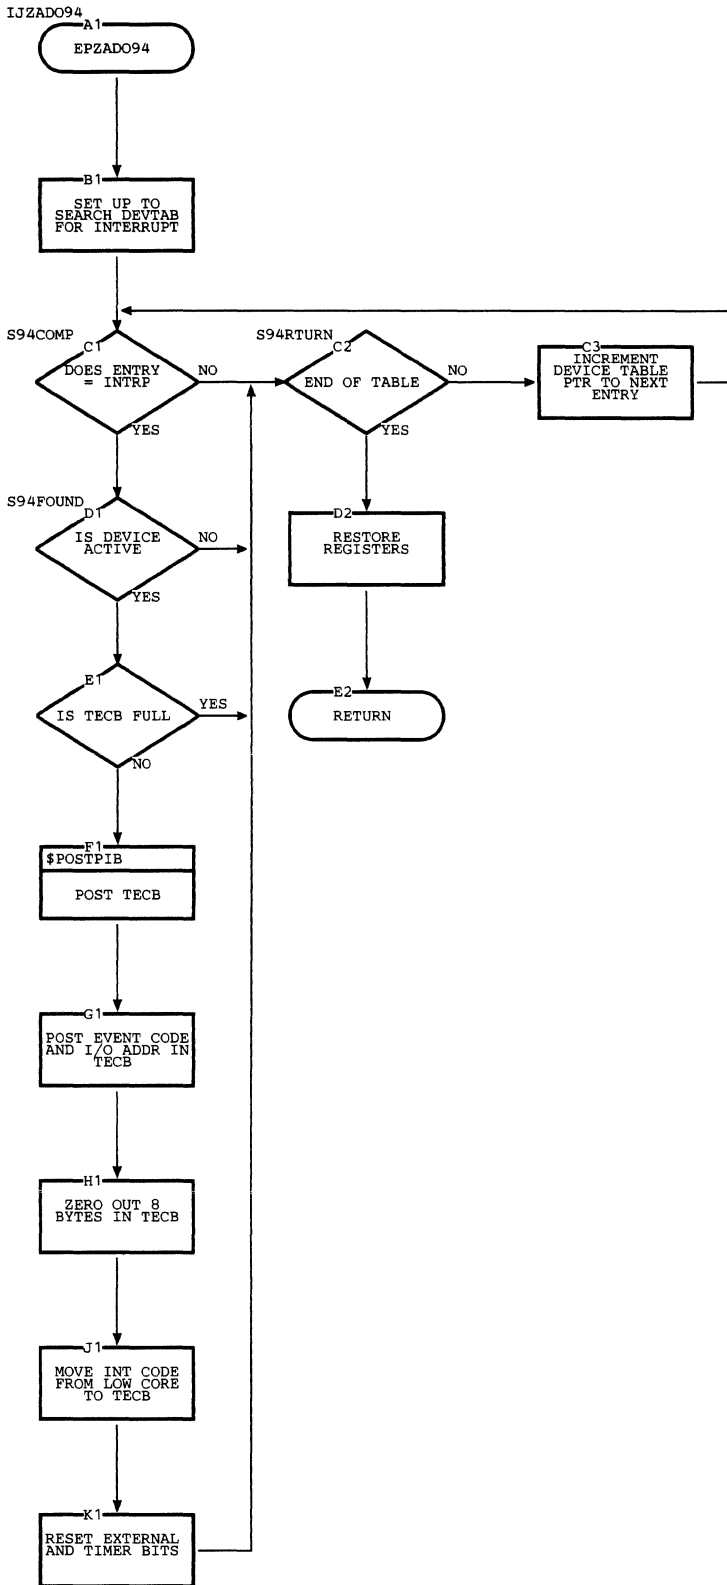 IJZADO94
A1
EPZADO94
B1
SET UP TO
SEARCH DEVTAB
FOR INTERRUPT
S94COMP
C1
DOES ENTRY
= INTRP
NO
YES
S94RTURN
C2
END OF TABLE
NO
YES
C3
INCREMENT
DEVICE TABLE
PTR TO NEXT
ENTRY
S94FOUND
D1
IS DEVICE
ACTIVE
NO
YES
D2
RESTORE
REGISTERS
E1
IS TECB FULL
YES
NO
E2
RETURN
F1
$POSTPIB
POST TECB
G1
POST EVENT CODE
AND I/O ADDR IN
TECB
H1
ZERO OUT 8
BYTES IN TECB
J1
MOVE INT CODE
FROM LOW CORE
TO TECB
K1
RESET EXTERNAL
AND TIMER BITS